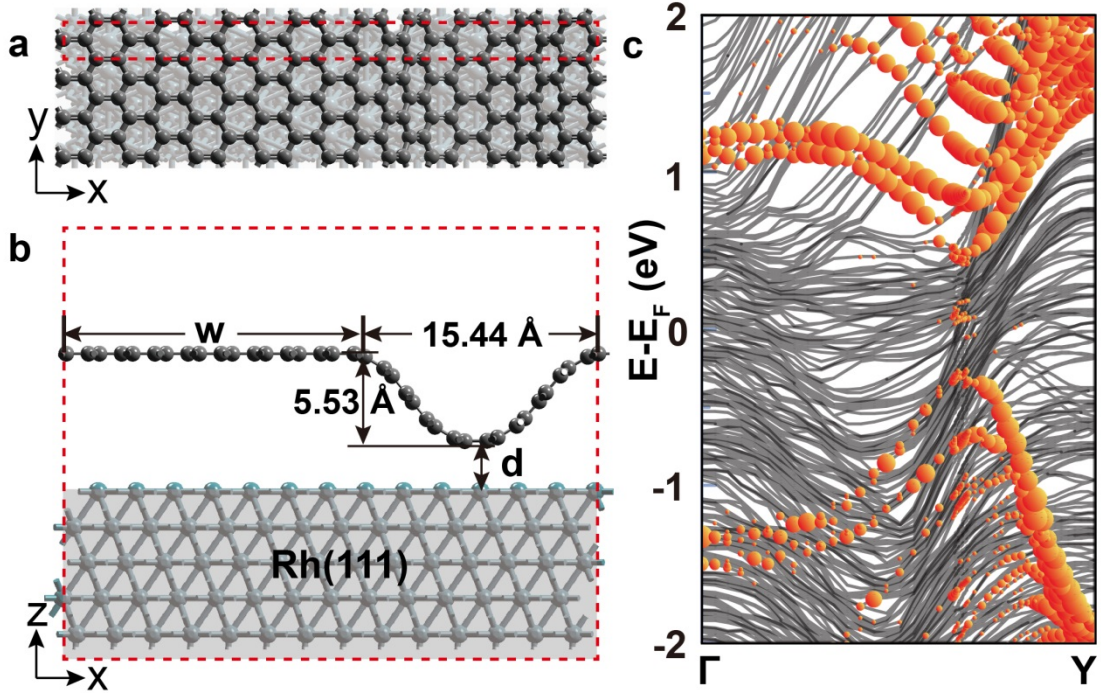 a
y
x
b
w
15.44 Å
5.53 Å
d
Rh(111)
z
x
c
E-E_F (eV)
2
1
0
-1
-2
Γ
Y